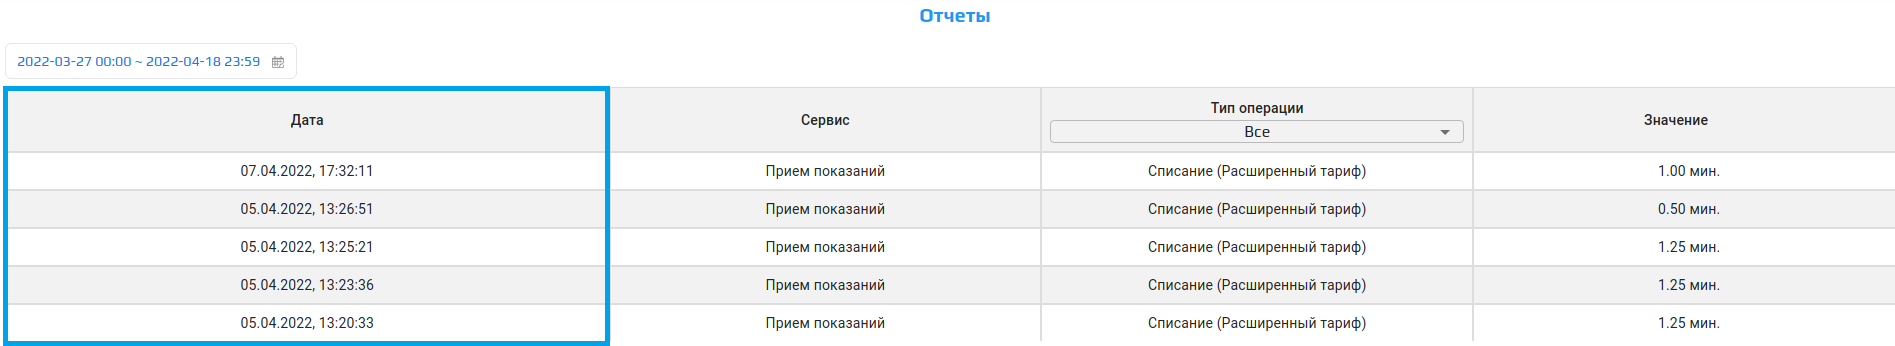 Отчеты
2022-03-27 00:00 ~ 2022-04-18 23:59
Дата Сервис Тип операции Значение
Все
07.04.2022, 17:32:11 Прием показаний Списание (Расширенный тариф) 1.00 мин.
05.04.2022, 13:26:51 Прием показаний Списание (Расширенный тариф) 0.50 мин.
05.04.2022, 13:25:21 Прием показаний Списание (Расширенный тариф) 1.25 мин.
05.04.2022, 13:23:36 Прием показаний Списание (Расширенный тариф) 1.25 мин.
05.04.2022, 13:20:33 Прием показаний Списание (Расширенный тариф) 1.25 мин.